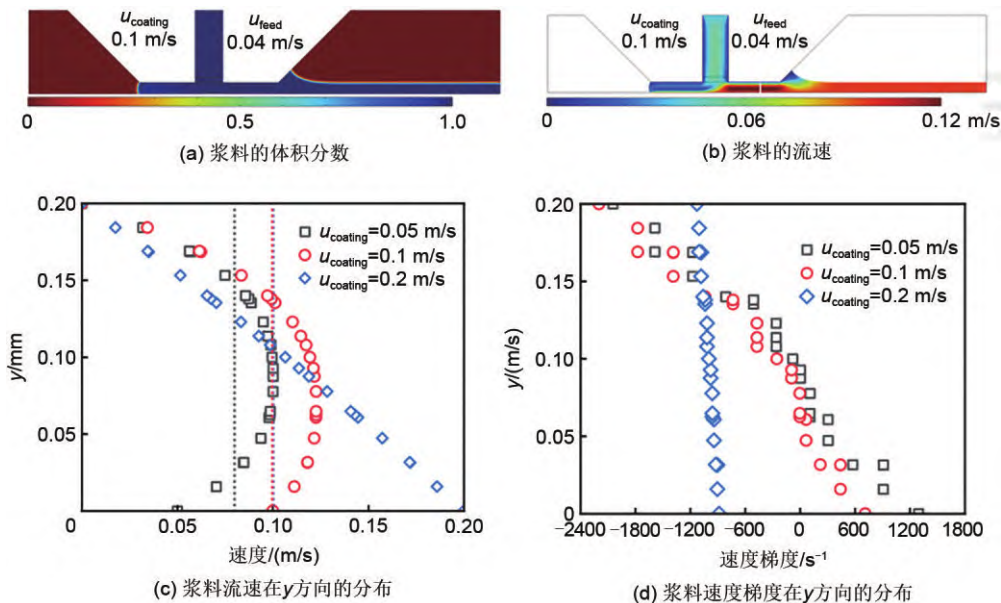 u_coating
0.1 m/s
u_feed
0.04 m/s
0 0.5 1.0
(a) 浆料的体积分数
u_coating
0.1 m/s
u_feed
0.04 m/s
0 0.06 0.12 m/s
(b) 浆料的流速
0.20
0.15
0.10
0.05
0
y/mm
u_coating=0.05 m/s
u_coating=0.1 m/s
u_coating=0.2 m/s
0 0.05 0.10 0.15 0.20
速度/(m/s)
(c) 浆料流速在y方向的分布
0.20
0.15
0.10
0.05
0
y/(m/s)
u_coating=0.05 m/s
u_coating=0.1 m/s
u_coating=0.2 m/s
−2400 −1800 −1200 −600 0 600 1200 1800
速度梯度/s⁻¹
(d) 浆料速度梯度在y方向的分布